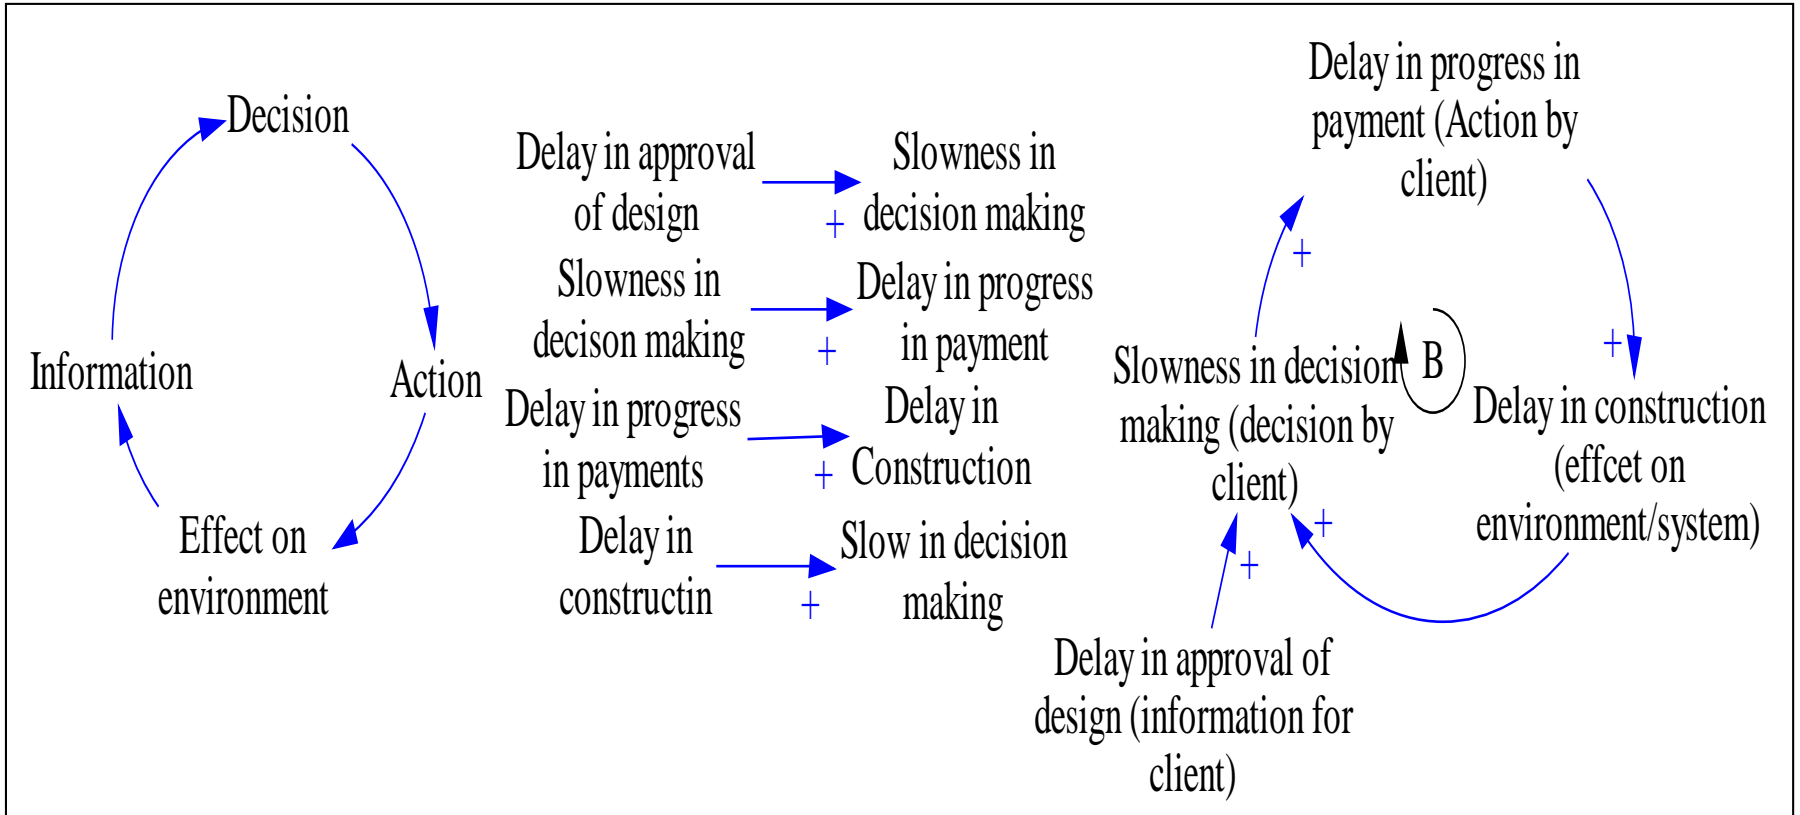 Decision
Action
Effect on
environment
Information
Delay in approval
of design
+
Slowness in
decision making
Slowness in
decison making
+
Delay in progress
in payment
Delay in progress
in payments
+
Delay in
Construction
Delay in
constructin
+
Slow in decision
making
Delay in progress in
payment (Action by
client)
+
+
B
Slowness in decision
making (decision by
client)
Delay in construction
(effcet on
environment/system)
+
+
Delay in approval of
design (information for
client)